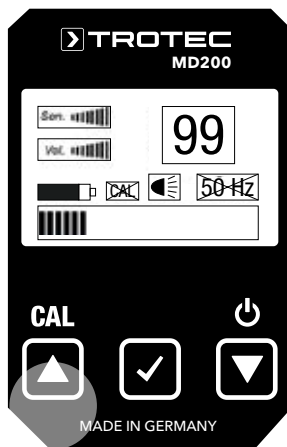 TROTEC
MD200
Sen.
99
Vol.
CAL
50 Hz
CAL
MADE IN GERMANY